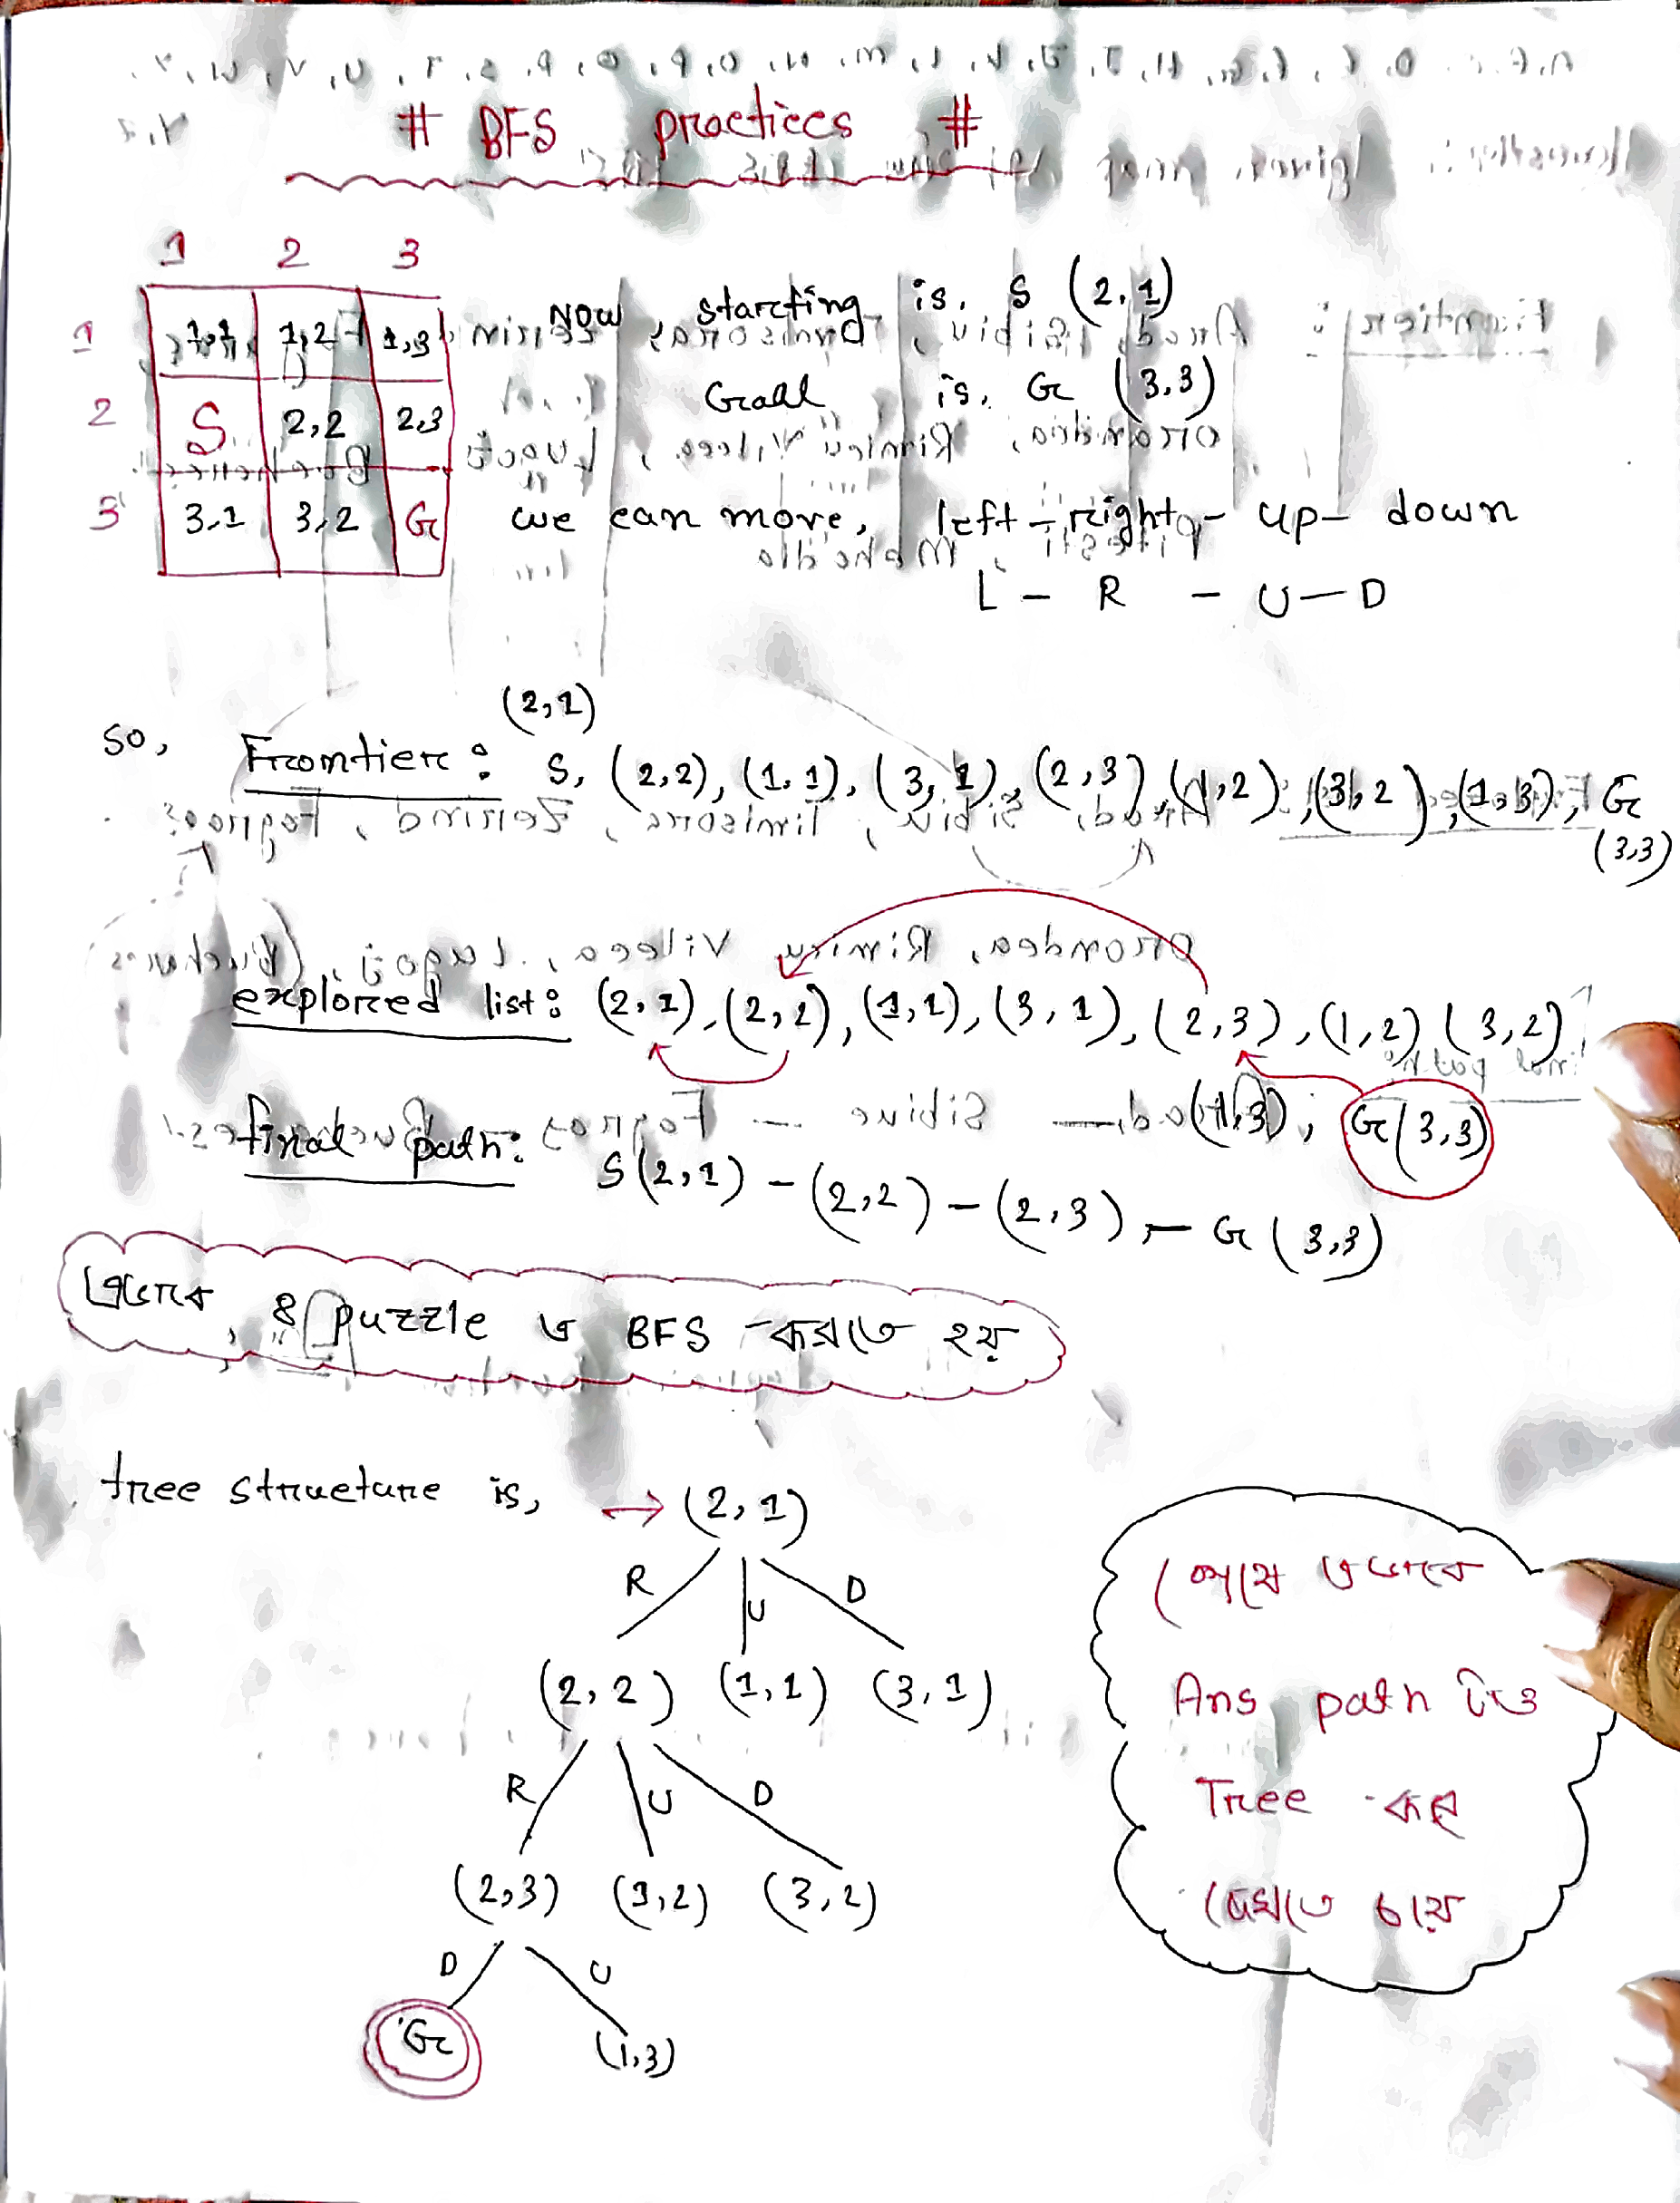 # BFS practices #
1 2 3
1 1,1 1,2 1,3
2 S 2,2 2,3
3 3,1 3,2 G
Now starting is, S (2,1)
Goal is, G (3,3)
we can move, left - right - up - down
L - R - U - D
(2,1)
so, Frontier : S, (2,2), (1,1), (3,1), (2,3), (1,2), (3,2), (1,3), G
(3,3)
explored list: (2,1), (2,2), (1,1), (3,1), (2,3), (1,2) (3,2)
(1,3), G(3,3)
final path: S(2,1) - (2,2) - (2,3) - G (3,3)
8 puzzle ও BFS করতে হয়
tree structure is, → (2,1)
R U D
(2,2) (1,1) (3,1)
R U D
(2,3) (1,2) (3,2)
D U
G (1,3)
Ans path
Tree
চায়